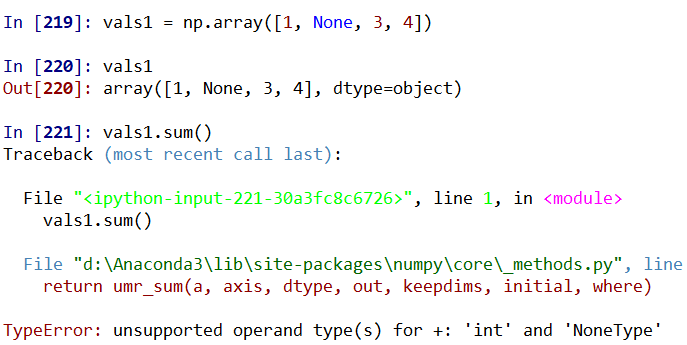 In [219]: vals1 = np.array([1, None, 3, 4])
In [220]: vals1
Out[220]: array([1, None, 3, 4], dtype=object)
In [221]: vals1.sum()
Traceback (most recent call last):
File "<ipython-input-221-30a3fc8c6726>", line 1, in <module>
vals1.sum()
File "d:\Anaconda3\lib\site-packages\numpy\core\_methods.py", line
return umr_sum(a, axis, dtype, out, keepdims, initial, where)
TypeError: unsupported operand type(s) for +: 'int' and 'NoneType'